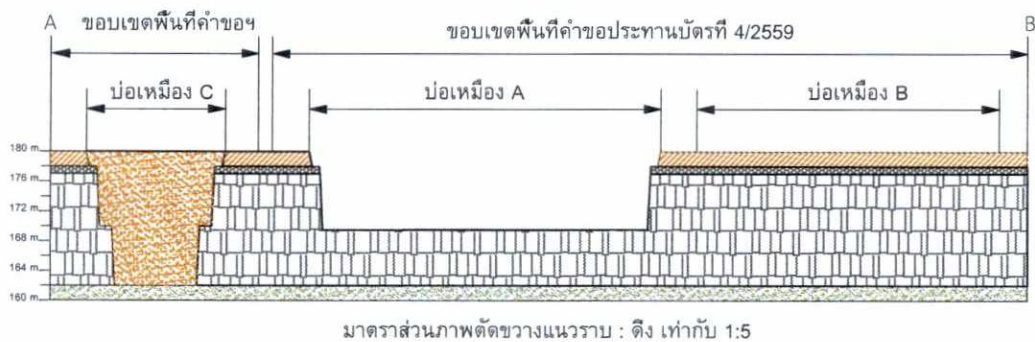 A
ขอบเขตพื้นที่คำขอฯ
ขอบเขตพื้นที่คำขอประทานบัตรที่ 4/2559
B
บ่อเหมือง C
บ่อเหมือง A
บ่อเหมือง B
180 m.
176 m.
172 m.
168 m.
164 m.
160 m.
มาตราส่วนภาพตัดขวางแนวราบ : ดิ่ง เท่ากับ 1:5